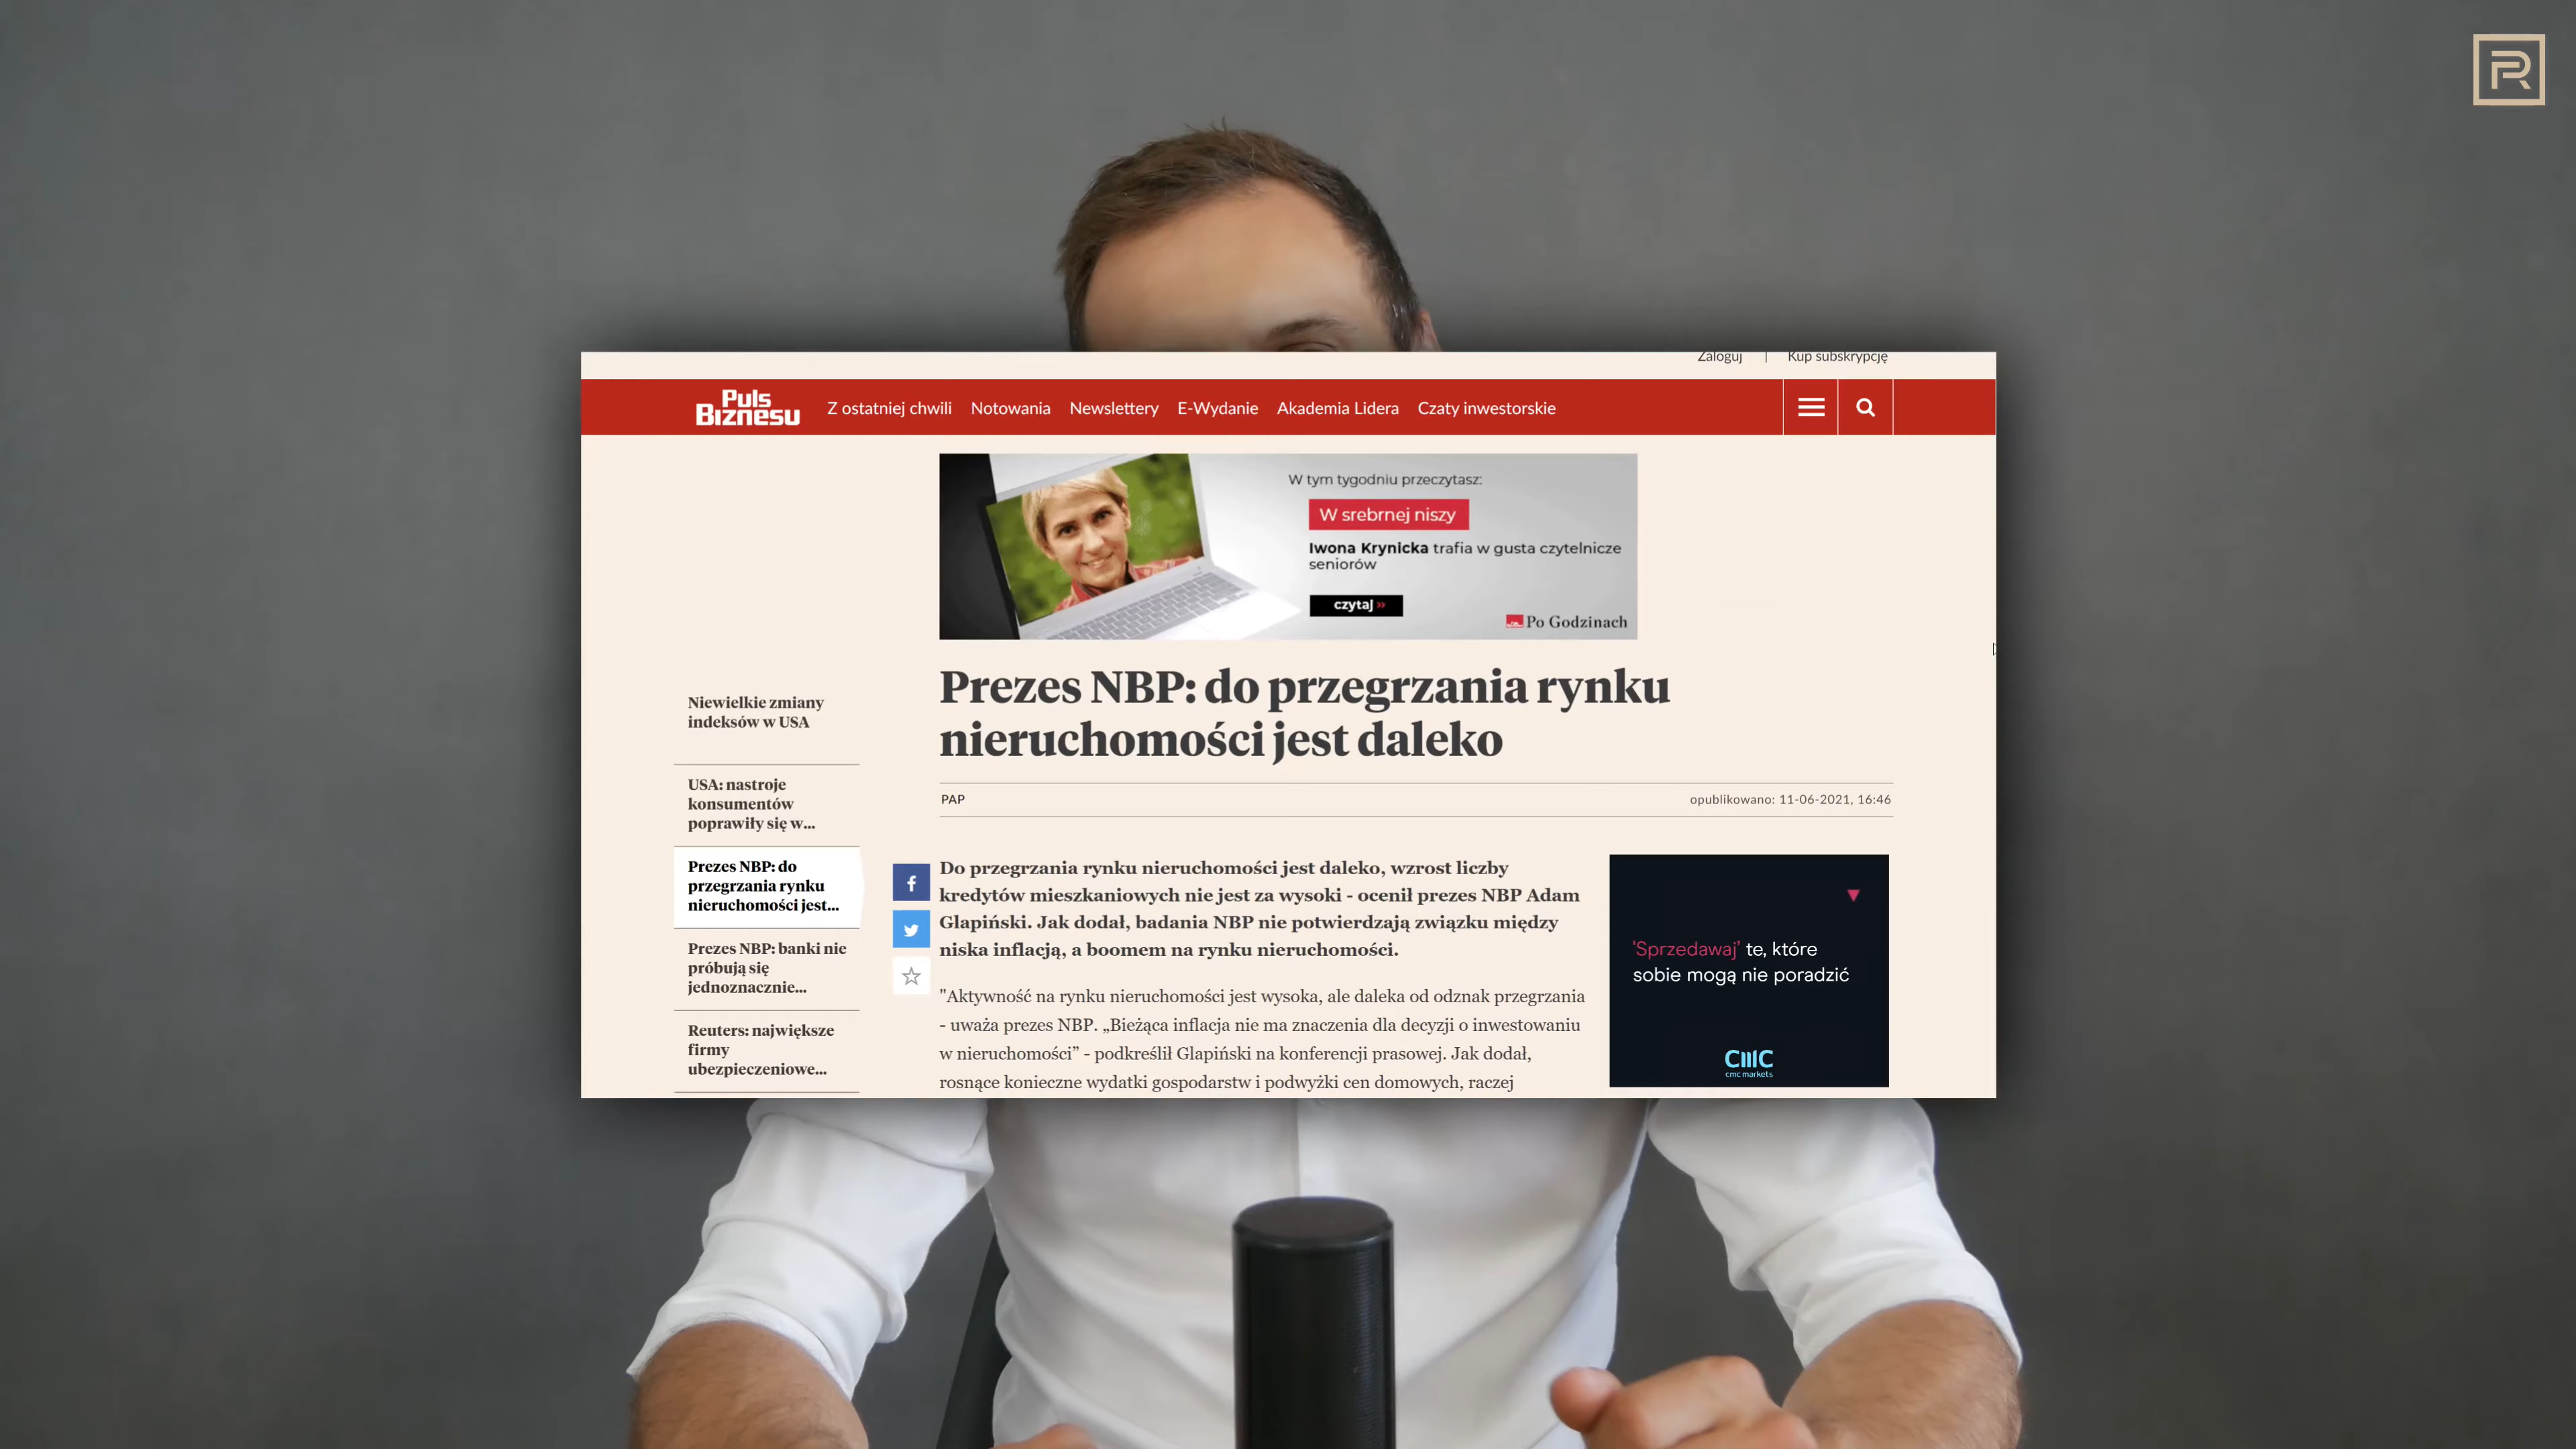 PR
Zaloguj | Kup subskrypcję
Puls
Biznesu
Z ostatniej chwili Notowania Newslettery E-Wydanie Akademia Lidera Czaty inwestorskie
W tym tygodniu przeczytasz:
W srebrnej niszy
Iwona Krynicka trafia w gusta czytelnicze
seniorów
czytaj »
Po Godzinach
Prezes NBP: do przegrzania rynku
nieruchomości jest daleko
PAP
opublikowano: 11-06-2021, 16:46
Niewielkie zmiany
indeksów w USA
USA: nastroje
konsumentów
poprawiły się w...
Prezes NBP: do
przegrzania rynku
nieruchomości jest...
Prezes NBP: banki nie
próbują się
jednoznacznie...
Reuters: największe
firmy
ubezpieczeniowe...
Do przegrzania rynku nieruchomości jest daleko, wzrost liczby
kredytów mieszkaniowych nie jest za wysoki - ocenił prezes NBP Adam
Glapiński. Jak dodał, badania NBP nie potwierdzają związku między
niska inflacją, a boomem na rynku nieruchomości.
"Aktywność na rynku nieruchomości jest wysoka, ale daleka od odznak przegrzania
- uważa prezes NBP. „Bieżąca inflacja nie ma znaczenia dla decyzji o inwestowaniu
w nieruchomości” - podkreślił Glapiński na konferencji prasowej. Jak dodał,
rosnące konieczne wydatki gospodarstw i podwyżki cen domowych, raczej
'Sprzedawaj' te, które
sobie mogą nie poradzić
cmc
cmc markets